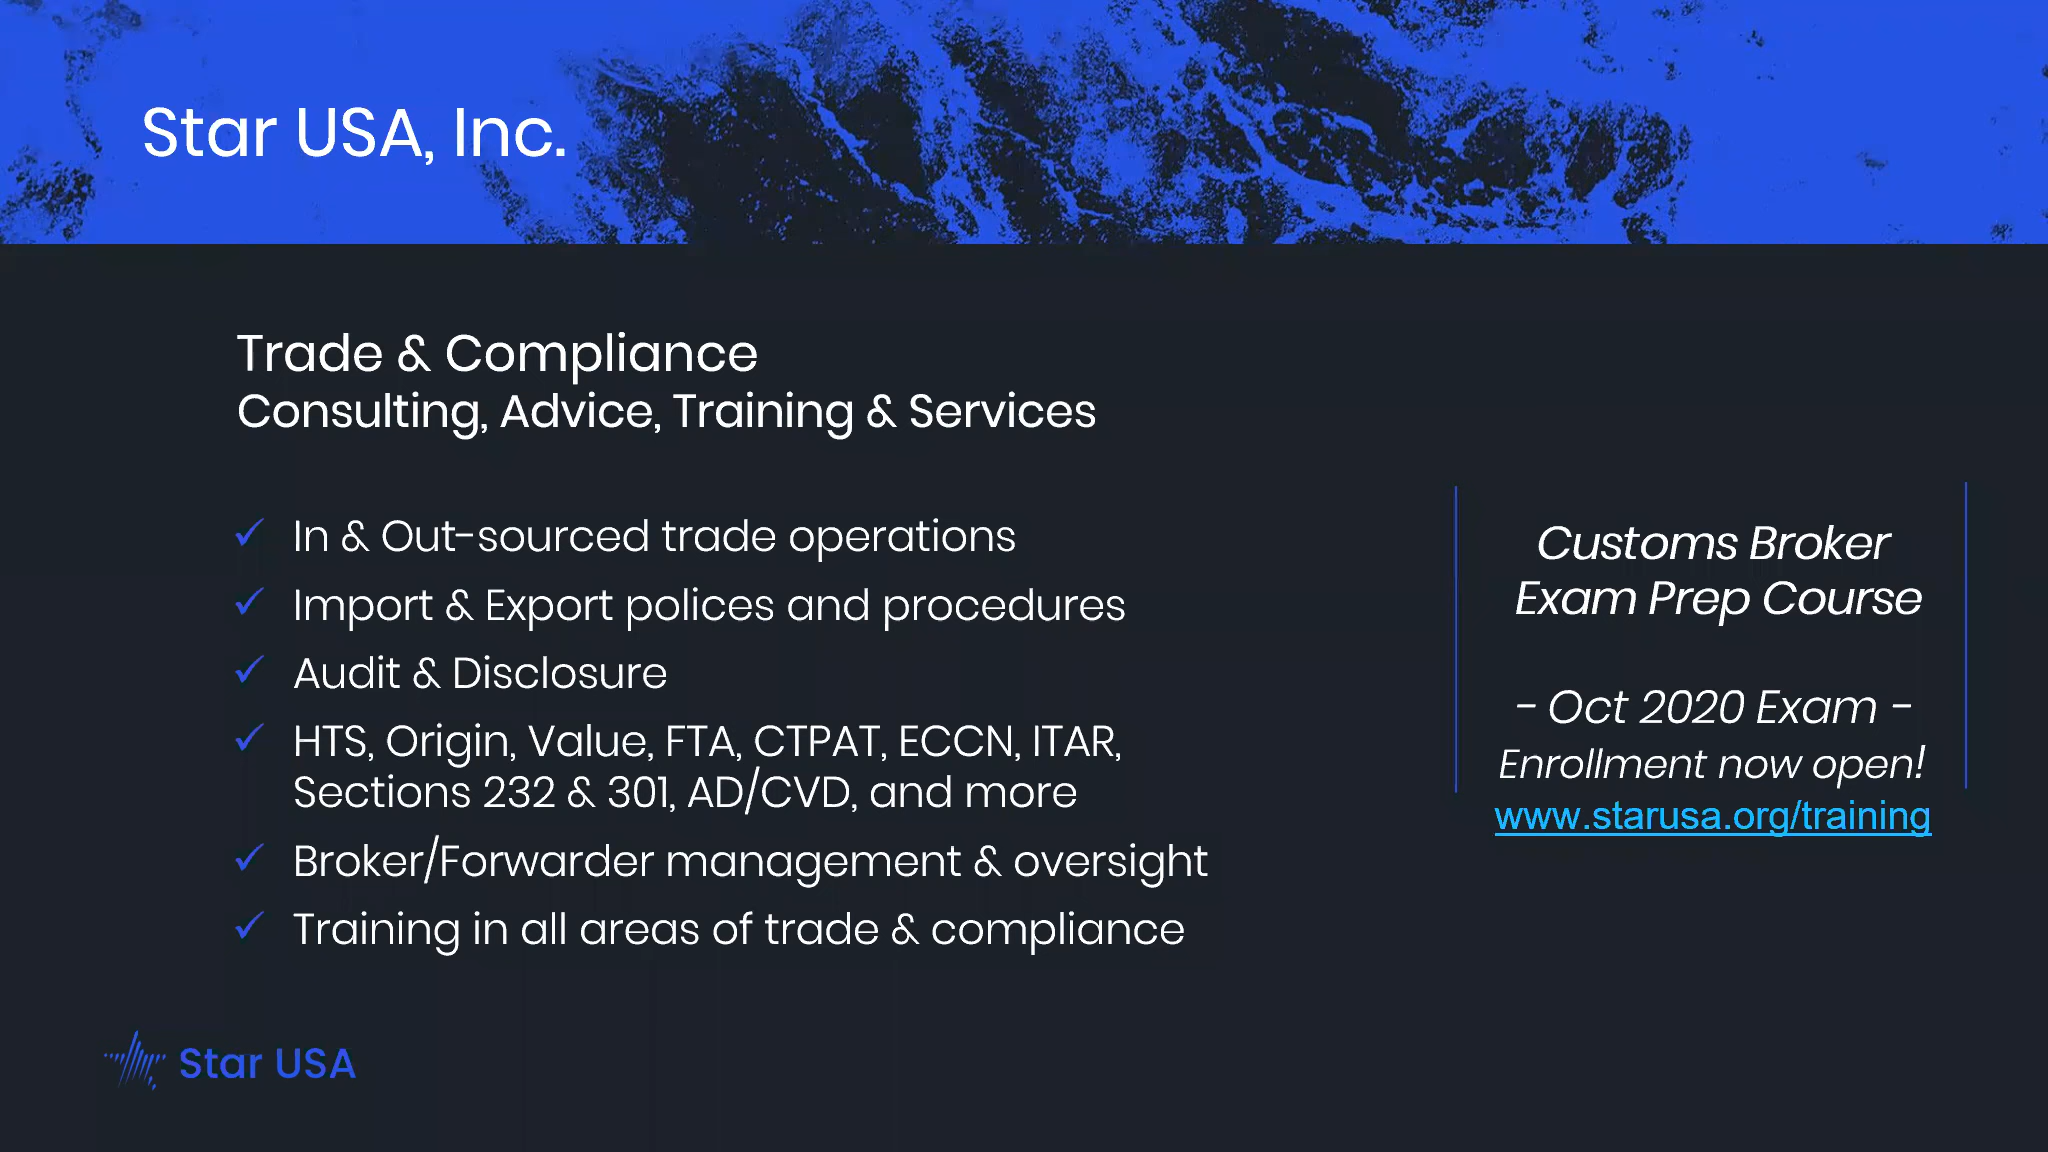 Star USA, Inc.
Trade & Compliance
Consulting, Advice, Training & Services
In & Out-sourced trade operations
Import & Export polices and procedures
Audit & Disclosure
HTS, Origin, Value, FTA, CTPAT, ECCN, ITAR,
Sections 232 & 301, AD/CVD, and more
Broker/Forwarder management & oversight
Training in all areas of trade & compliance
Customs Broker
Exam Prep Course
- Oct 2020 Exam -
Enrollment now open!
www.starusa.org/training
Star USA